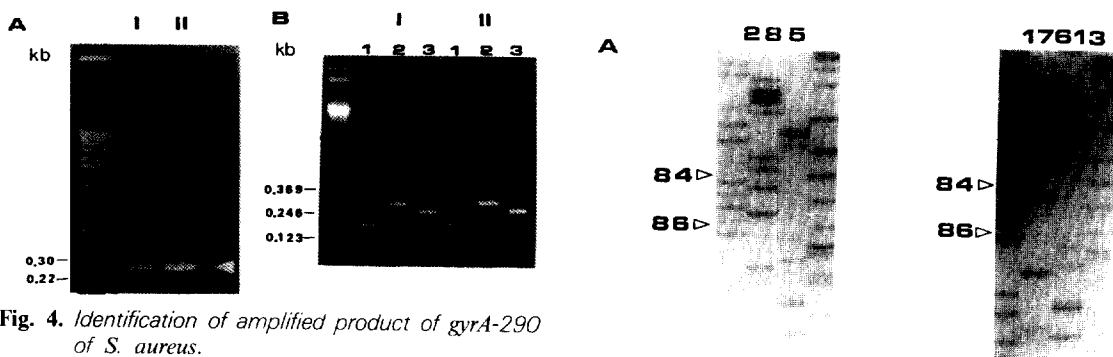 A I II
kb
0.30
0.22
B I II
kb 1 2 3 1 2 3
0.369
0.246
0.123
Fig. 4. Identification of amplified product of gyrA-290
of S. aureus.
A 285
84
86
17613
84
86